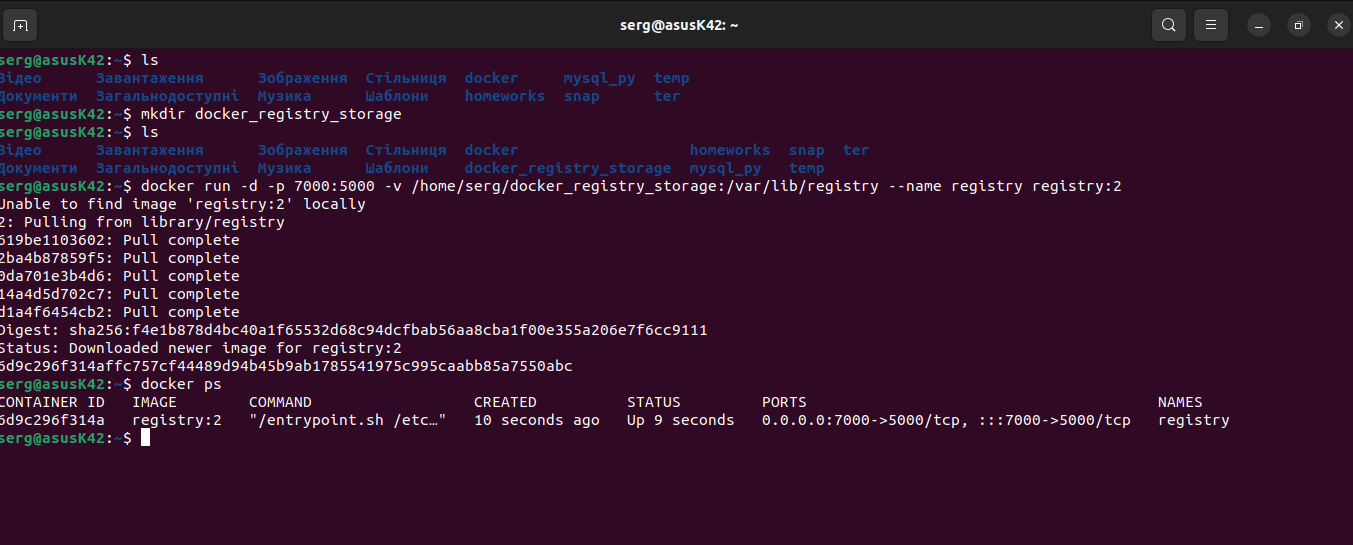 serg@asusK42: ~
serg@asusK42:~$ ls
Відео Завантаження Зображення Стільниця docker mysql_py temp
Документи Загальнодоступні Музика Шаблони homeworks snap ter
serg@asusK42:~$ mkdir docker_registry_storage
serg@asusK42:~$ ls
Відео Завантаження Зображення Стільниця docker homeworks snap ter
Документи Загальнодоступні Музика Шаблони docker_registry_storage mysql_py temp
serg@asusK42:~$ docker run -d -p 7000:5000 -v /home/serg/docker_registry_storage:/var/lib/registry --name registry registry:2
Unable to find image 'registry:2' locally
2: Pulling from library/registry
619be1103602: Pull complete
2ba4b87859f5: Pull complete
0da701e3b4d6: Pull complete
14a4d5d702c7: Pull complete
d1a4f6454cb2: Pull complete
Digest: sha256:f4e1b878d4bc40a1f65532d68c94dcfbab56aa8cba1f00e355a206e7f6cc9111
Status: Downloaded newer image for registry:2
6d9c296f314affc757cf44489d94b45b9ab1785541975c995caabb85a7550abc
serg@asusK42:~$ docker ps
CONTAINER ID IMAGE COMMAND CREATED STATUS PORTS NAMES
6d9c296f314a registry:2 "/entrypoint.sh /etc…" 10 seconds ago Up 9 seconds 0.0.0.0:7000->5000/tcp, :::7000->5000/tcp registry
serg@asusK42:~$